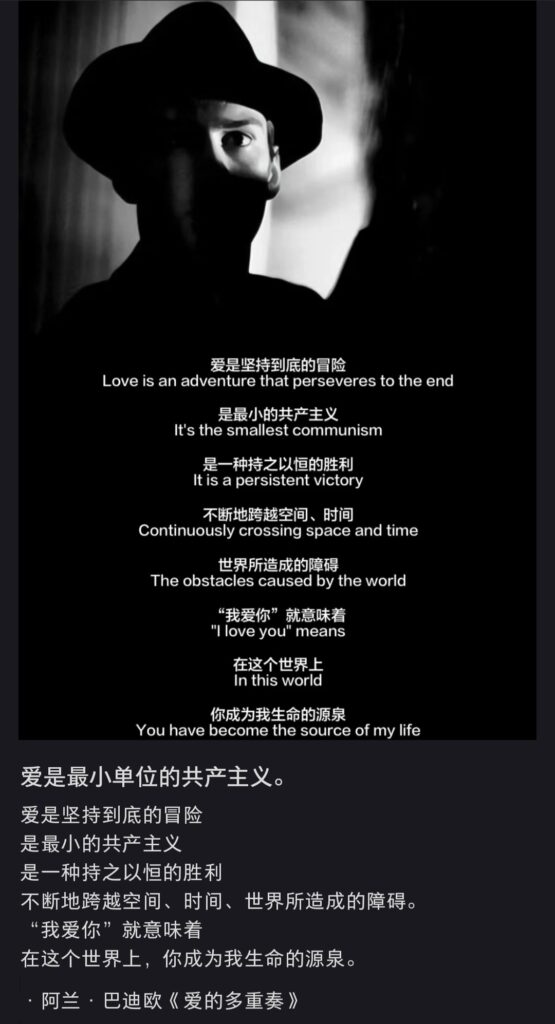 爱是坚持到底的冒险
Love is an adventure that perseveres to the end
是最小的共产主义
It's the smallest communism
是一种持之以恒的胜利
It is a persistent victory
不断地跨越空间、时间
Continuously crossing space and time
世界所造成的障碍
The obstacles caused by the world
“我爱你”就意味着
"I love you" means
在这个世界上
In this world
你成为我生命的源泉
You have become the source of my life
爱是最小单位的共产主义。
爱是坚持到底的冒险
是最小的共产主义
是一种持之以恒的胜利
不断地跨越空间、时间、世界所造成的障碍。
“我爱你”就意味着
在这个世界上，你成为我生命的源泉。
·阿兰·巴迪欧《爱的多重奏》